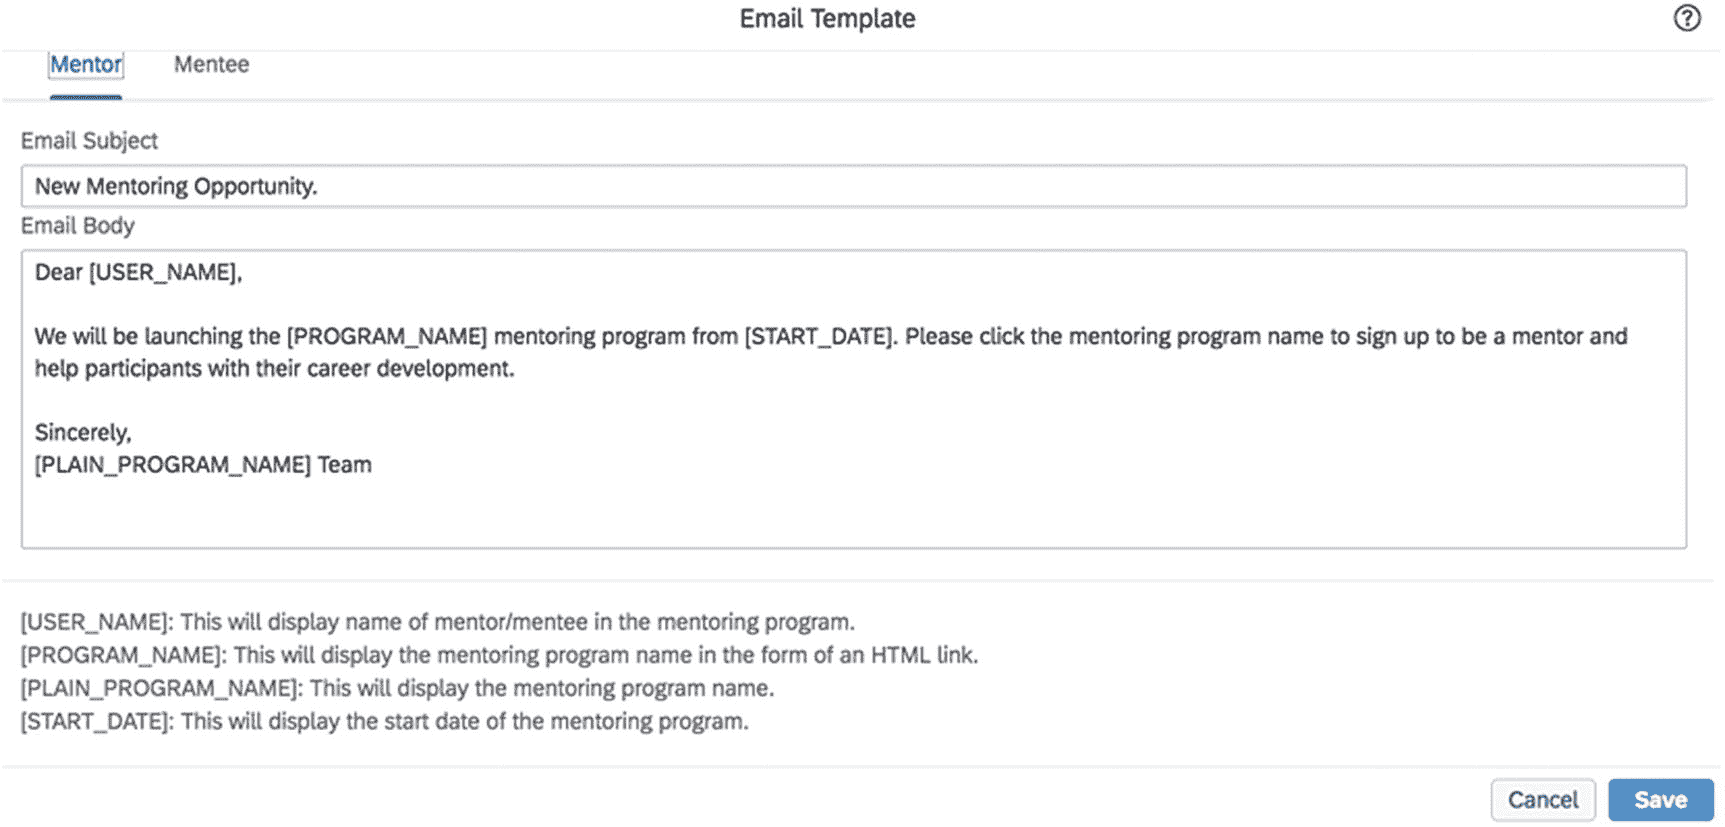 Email Template
Mentor Mentee
Email Subject
New Mentoring Opportunity.
Email Body
Dear [USER_NAME],
We will be launching the [PROGRAM_NAME] mentoring program from [START_DATE]. Please click the mentoring program name to sign up to be a mentor and
help participants with their career development.
Sincerely,
[PLAIN_PROGRAM_NAME] Team
[USER_NAME]: This will display name of mentor/mentee in the mentoring program.
[PROGRAM_NAME]: This will display the mentoring program name in the form of an HTML link.
[PLAIN_PROGRAM_NAME]: This will display the mentoring program name.
[START_DATE]: This will display the start date of the mentoring program.
Cancel Save